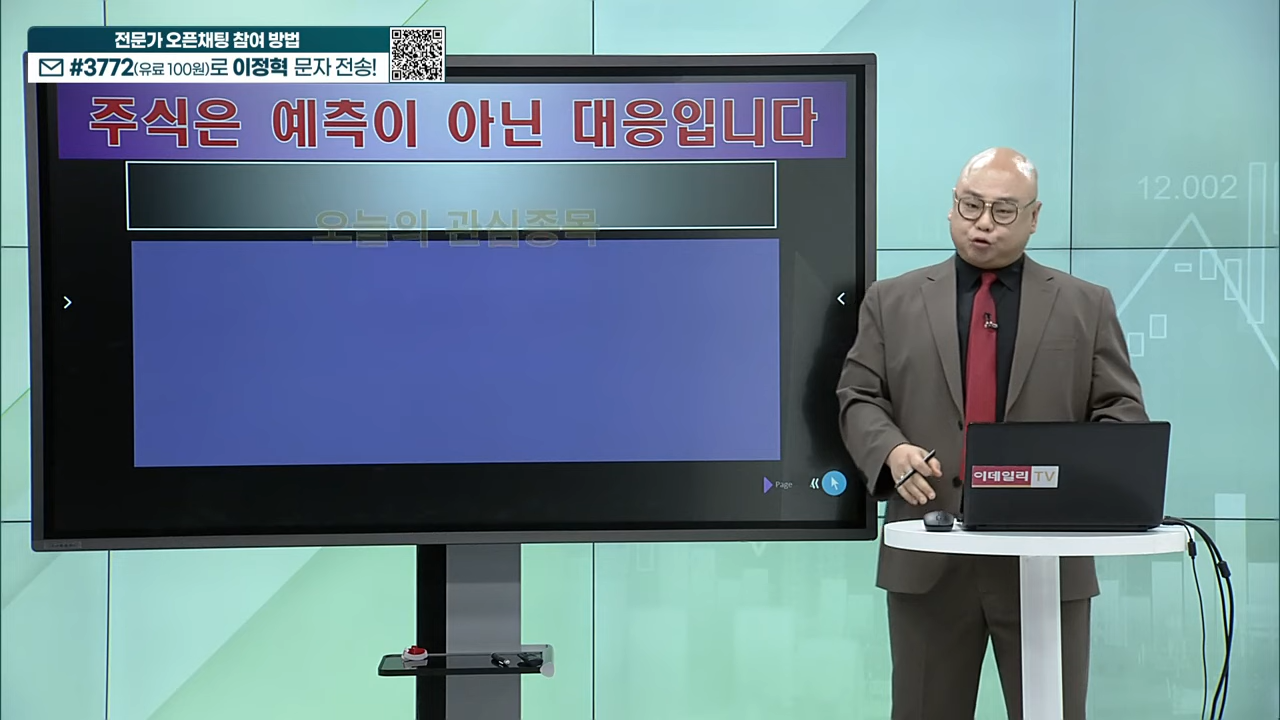 전문가 오픈채팅 참여 방법
#3772(유료 100원)로 이정혁 문자 전송!
주식은 예측이 아닌 대응입니다
오늘의 관심종목
12.002
Page
이데일리 TV